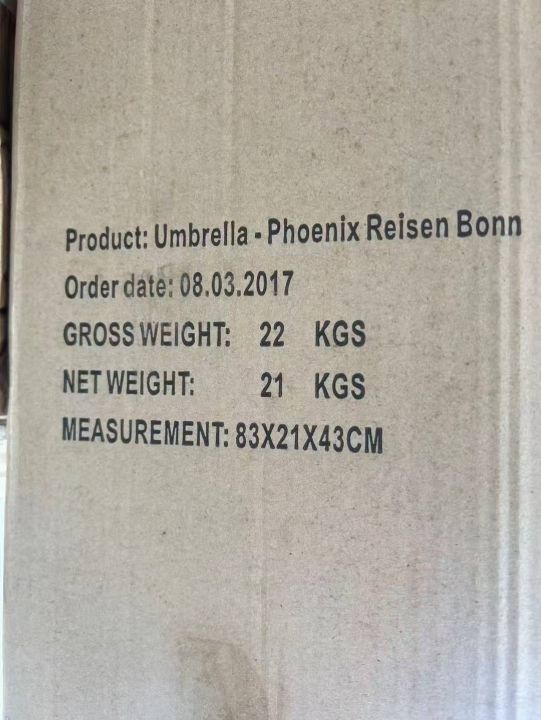 Product: Umbrella - Phoenix Reisen Bonn
Order date: 08.03.2017
GROSS WEIGHT: 22 KGS
NET WEIGHT: 21 KGS
MEASUREMENT: 83X21X43CM